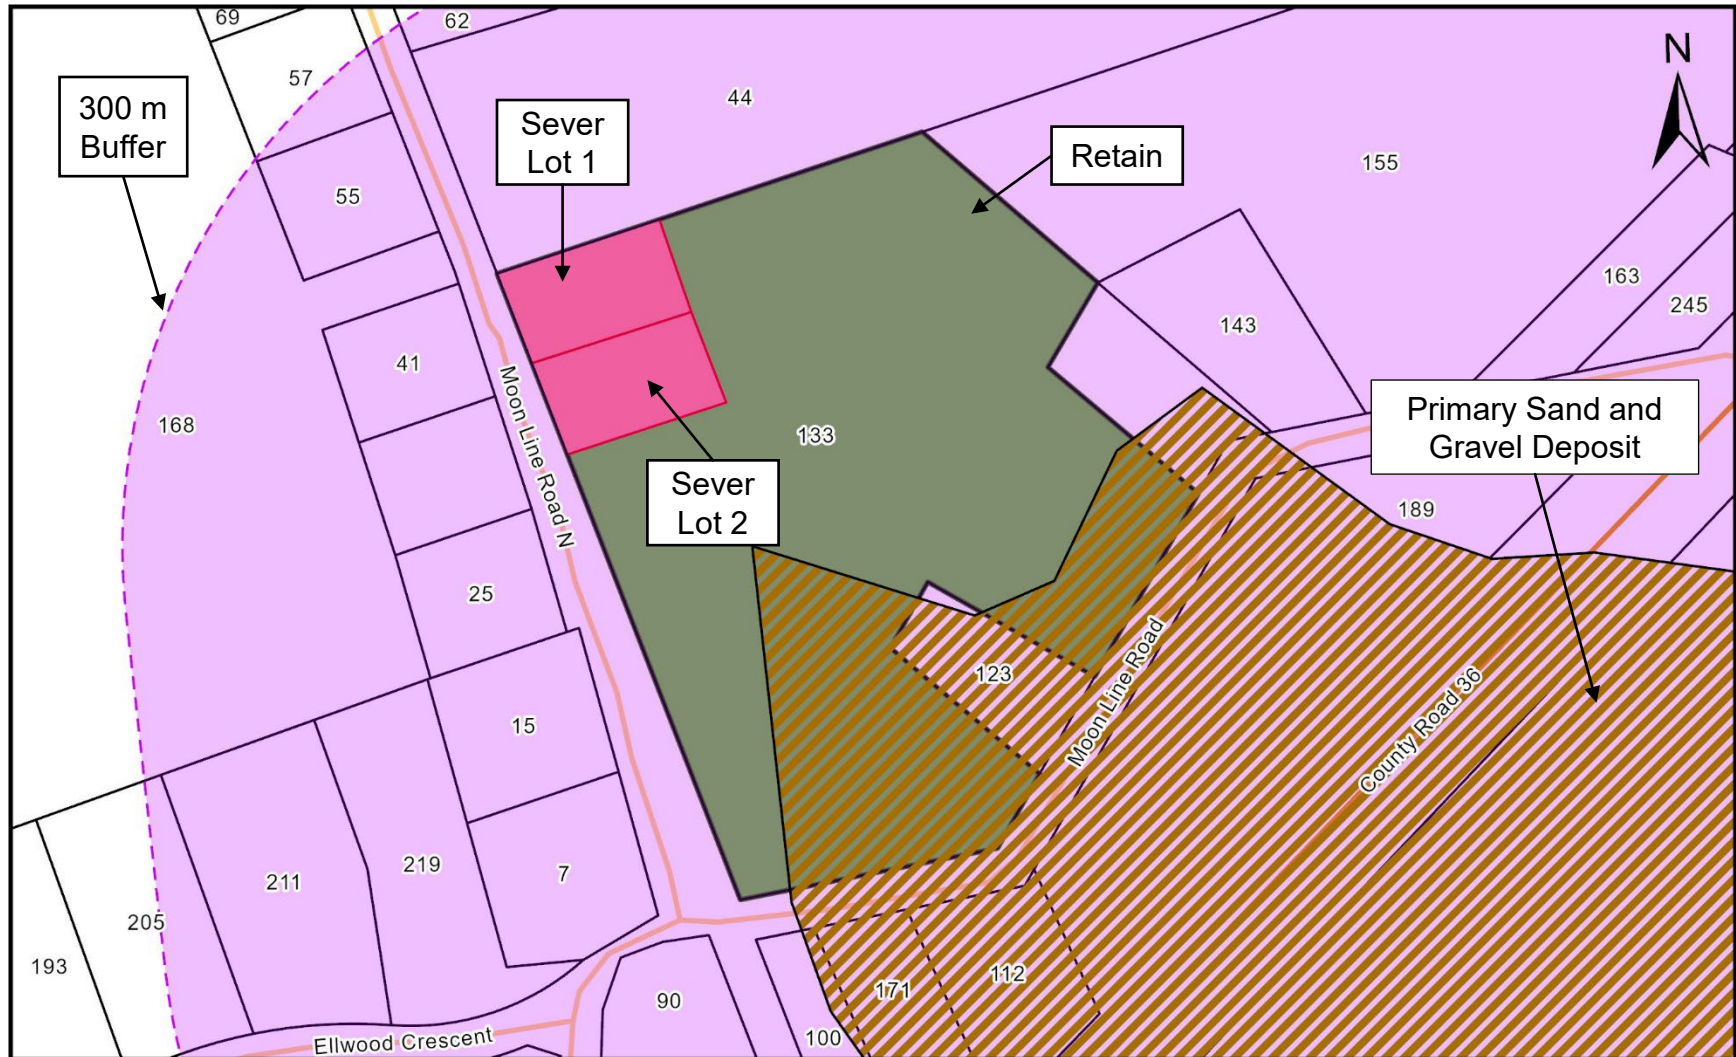 69
62
N
57
44
300 m
Buffer
Sever
Lot 1
Retain
155
55
163
245
143
41
168
Moon Line Road N
133
Primary Sand and
Gravel Deposit
Sever
Lot 2
189
25
123
Moon Line Road
15
County Road 36
219
7
211
205
193
171
112
90
100
Ellwood Crescent